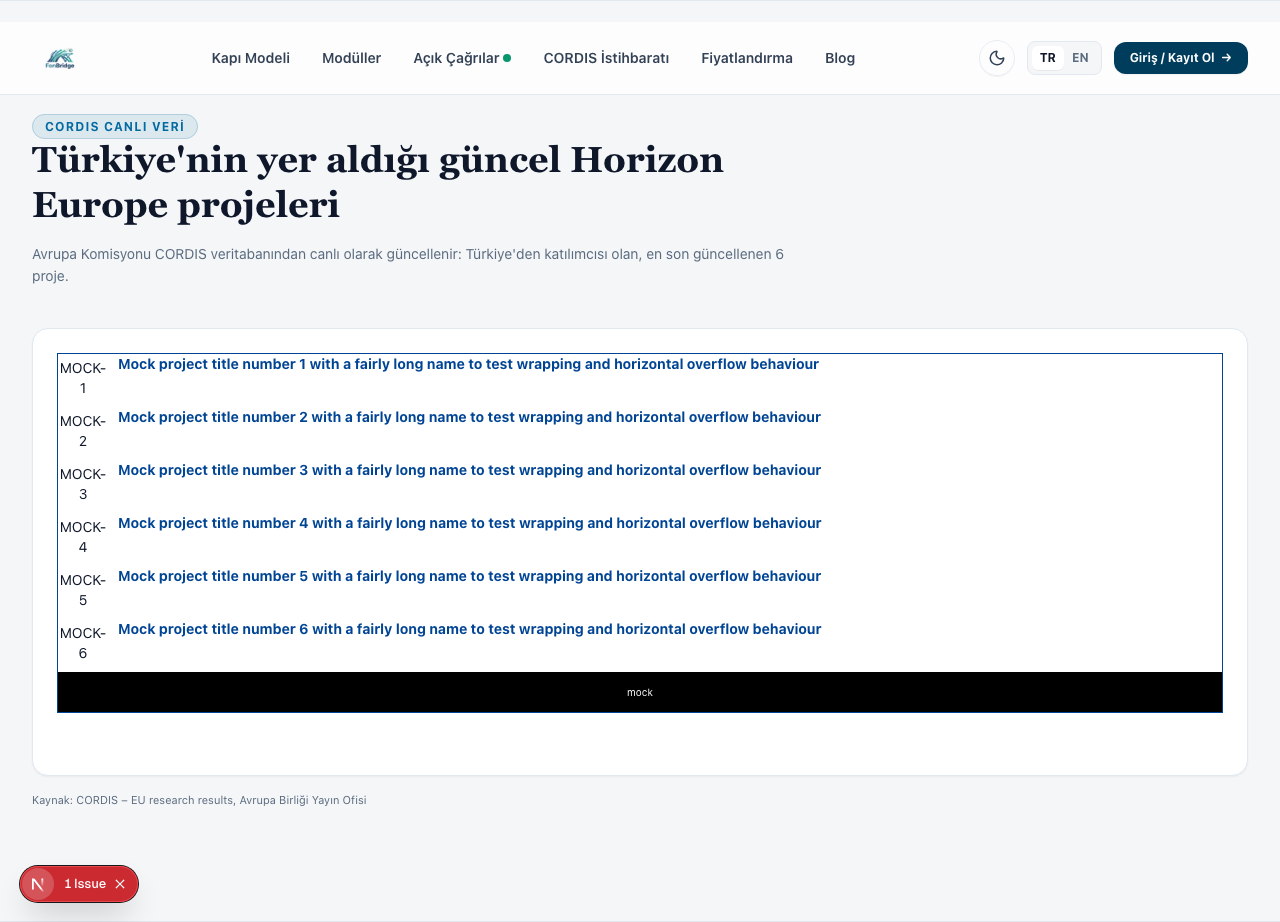 FonBridge
Kapı Modeli
Modüller
Açık Çağrılar
CORDIS İstihbaratı
Fiyatlandırma
Blog
TR
EN
Giriş / Kayıt Ol →
CORDIS CANLI VERİ
Türkiye'nin yer aldığı güncel Horizon
Europe projeleri
Avrupa Komisyonu CORDIS veritabanından canlı olarak güncellenir: Türkiye'den katılımcısı olan, en son güncellenen 6
proje.
MOCK-
1
Mock project title number 1 with a fairly long name to test wrapping and horizontal overflow behaviour
MOCK-
2
Mock project title number 2 with a fairly long name to test wrapping and horizontal overflow behaviour
MOCK-
3
Mock project title number 3 with a fairly long name to test wrapping and horizontal overflow behaviour
MOCK-
4
Mock project title number 4 with a fairly long name to test wrapping and horizontal overflow behaviour
MOCK-
5
Mock project title number 5 with a fairly long name to test wrapping and horizontal overflow behaviour
MOCK-
6
Mock project title number 6 with a fairly long name to test wrapping and horizontal overflow behaviour
mock
Kaynak: CORDIS – EU research results, Avrupa Birliği Yayın Ofisi
N
1 Issue